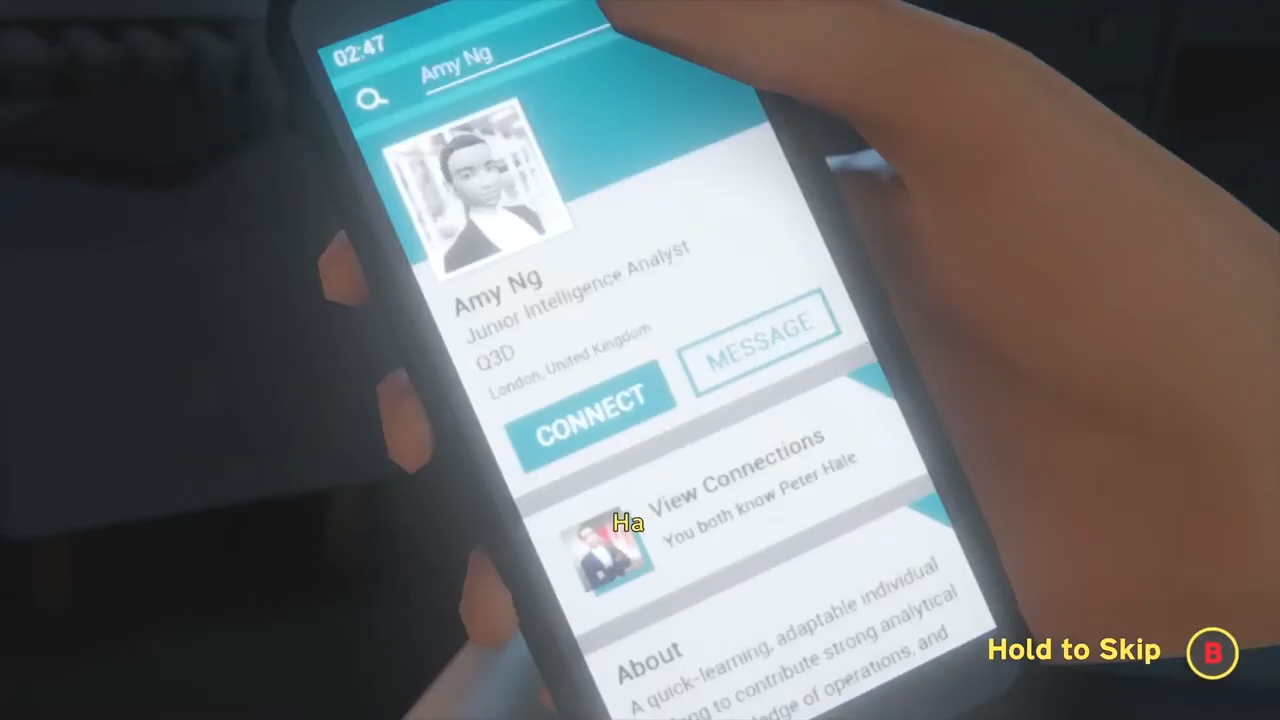 02:47
Amy Ng
Amy Ng
Junior Intelligence Analyst
Q3D
London, United Kingdom
CONNECT
MESSAGE
View Connections
You both know Peter Hale
Ha
About
A quick-learning, adaptable individual
to contribute strong analytical
of operations, and
Hold to Skip
B